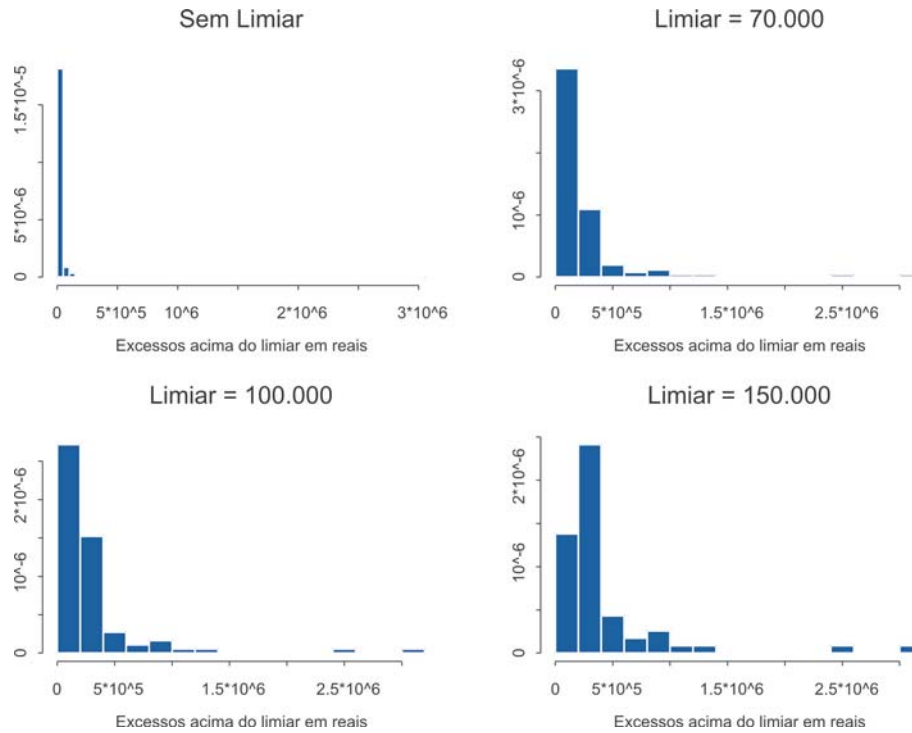 Sem Limiar
1.5*10^-5
5*10^-6
0
0 5*10^5 10^6 2*10^6 3*10^6
Excessos acima do limiar em reais
Limiar = 70.000
3*10^-6
10^-6
0
0 5*10^5 1.5*10^6 2.5*10^6
Excessos acima do limiar em reais
Limiar = 100.000
2*10^-6
10^-6
0
0 5*10^5 1.5*10^6 2.5*10^6
Excessos acima do limiar em reais
Limiar = 150.000
2*10^-6
10^-6
0
0 5*10^5 1.5*10^6 2.5*10^6
Excessos acima do limiar em reais